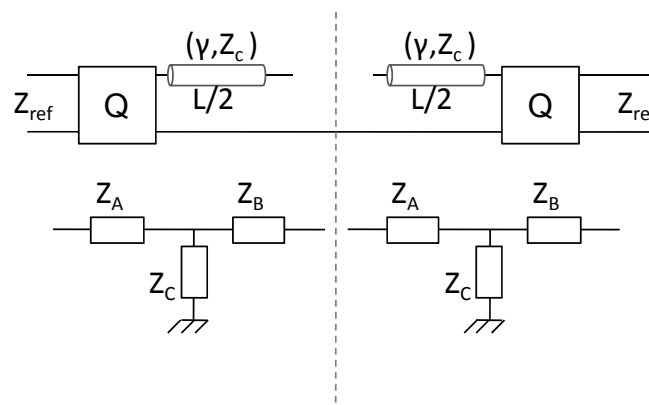 (γ,Z_c) (γ,Z_c)
Z_ref Q L/2 L/2 Q Z_re
Z_A Z_B Z_A Z_B
Z_C Z_C